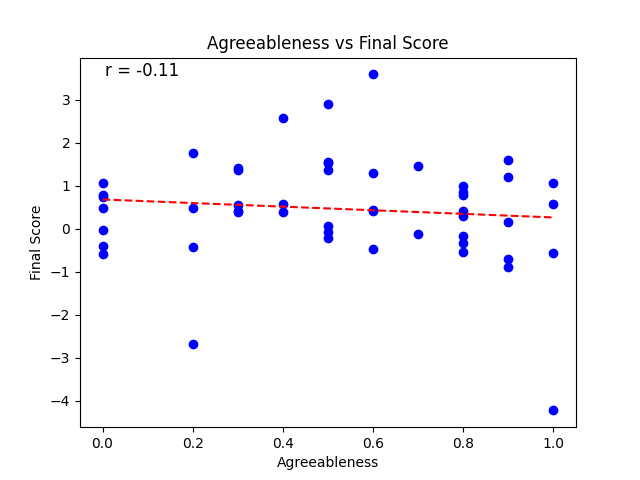 Agreeableness vs Final Score
r = -0.11
Final Score
3
2
1
0
−1
−2
−3
−4
0.0 0.2 0.4 0.6 0.8 1.0
Agreeableness